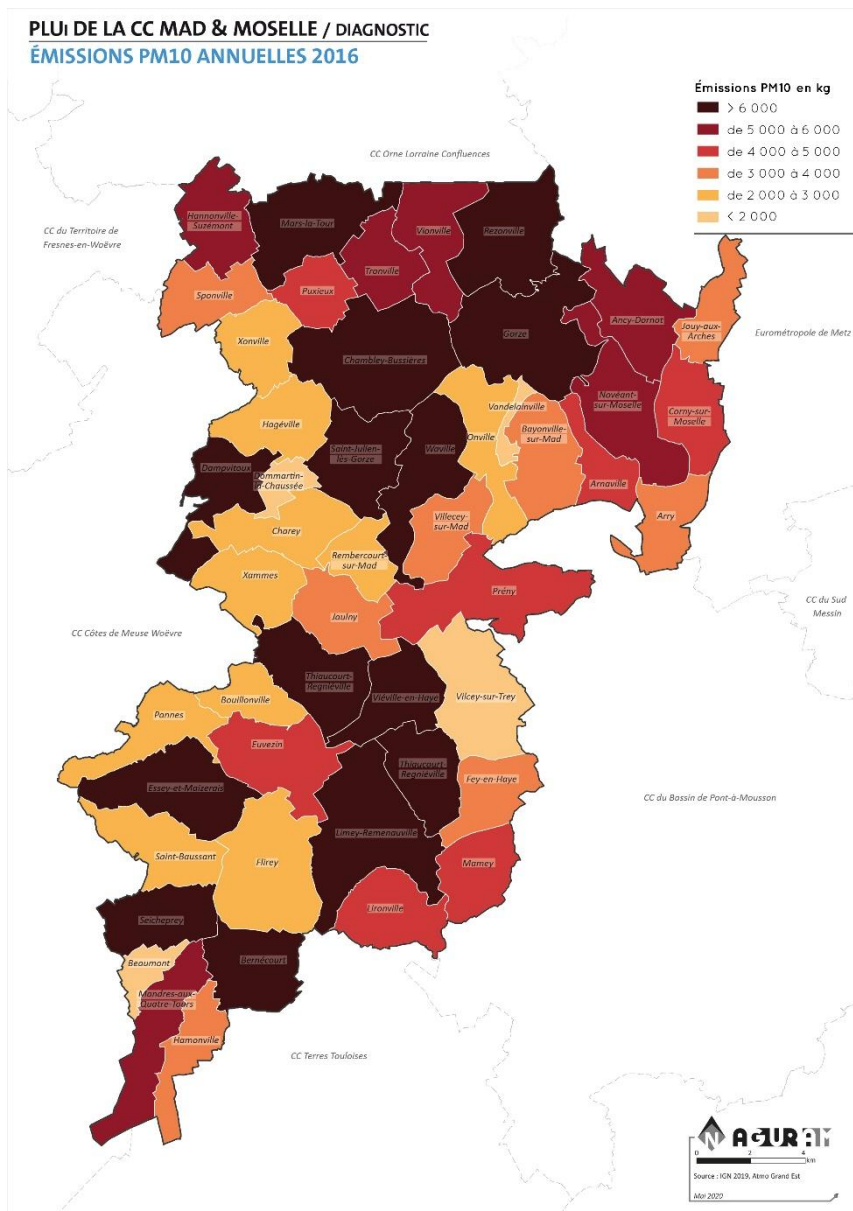 PLUi DE LA CC MAD & MOSELLE / DIAGNOSTIC
ÉMISSIONS PM10 ANNUELLES 2016
Émissions PM10 en kg
> 6 000
de 5 000 à 6 000
de 4 000 à 5 000
de 3 000 à 4 000
de 2 000 à 3 000
< 2 000
CC Orne Lorraine Confluences
CC du Territoire de
Fresnes-en-Woëvre
Hannonville-
Suzémont
Mars-la-Tour
Vionville
Rezonville
Tronville
Sponville
Puxieux
Ancy-Dornot
Jouy-aux-
Arches
Eurométropole de Metz
Xonville
Chambley-Bussières
Gorze
Novéant-
sur-Moselle
Corny-sur-
Moselle
Hagéville
Vandelainville
Onville
Bayonville-
sur-Mad
Saint-Julien-
lès-Gorze
Waville
Dampvitoux
Dommartin-
la-Chaussée
Arnaville
Villecey-
sur-Mad
Arry
Charey
Rembercourt-
sur-Mad
Xammes
Prény
CC du Sud
Messin
Jaulny
CC Côtes de Meuse Woëvre
Thiaucourt-
Regniéville
Viéville-en-Haye
Vilcey-sur-Trey
Bouillonville
Pannes
Euvezin
Thiaucourt-
Regniéville
Fey-en-Haye
Essey-et-Maizerais
CC du Bassin de Pont-à-Mousson
Limey-Remenauville
Saint-Baussant
Flirey
Mamey
Lironville
Seicheprey
Beaumont
Bernécourt
Mandres-aux-
Quatre-Tours
Hamonville
CC Terres Touloises
N AGURAM
0 2 4
km
Source : IGN 2019, Atmo Grand Est
Mai 2020